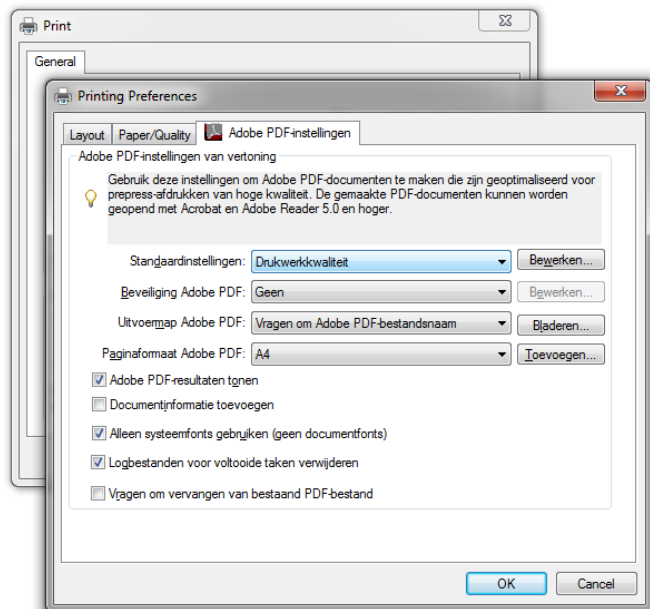 Print
General
Printing Preferences
Layout Paper/Quality Adobe PDF-instellingen
Adobe PDF-instellingen van vertoning
Gebruik deze instellingen om Adobe PDF-documenten te maken die zijn geoptimaliseerd voor
prepress-afdrukken van hoge kwaliteit. De gemaakte PDF-documenten kunnen worden
geopend met Acrobat en Adobe Reader 5.0 en hoger.
Standaardinstellingen: Drukwerkkwaliteit Bewerken...
Beveiliging Adobe PDF: Geen Bewerken...
Uitvoermap Adobe PDF: Vragen om Adobe PDF-bestandsnaam Bladeren...
Paginaformaat Adobe PDF: A4 Toevoegen...
Adobe PDF-resultaten tonen
Documentinformatie toevoegen
Alleen systeemfonts gebruiken (geen documentfonts)
Logbestanden voor voltooide taken verwijderen
Vragen om vervangen van bestaand PDF-bestand
OK Cancel